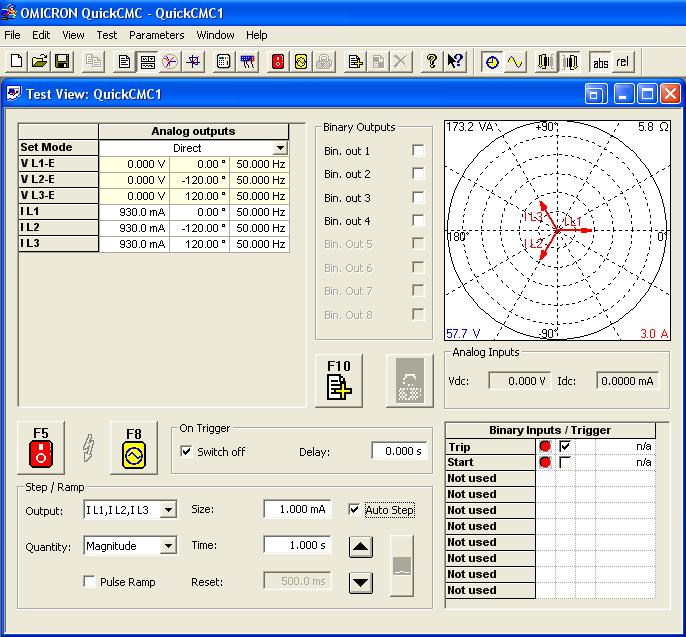 OMICRON QuickCMC - QuickCMC1
File Edit View Test Parameters Window Help
abs rel
Test View: QuickCMC1
Analog outputs
Set Mode Direct
V L1-E 0.000 V 0.00 ° 50.000 Hz
V L2-E 0.000 V -120.00 ° 50.000 Hz
V L3-E 0.000 V 120.00 ° 50.000 Hz
I L1 930.0 mA 0.00 ° 50.000 Hz
I L2 930.0 mA -120.00 ° 50.000 Hz
I L3 930.0 mA 120.00 ° 50.000 Hz
Binary Outputs
Bin. out 1
Bin. out 2
Bin. out 3
Bin. out 4
Bin. Out 5
Bin. Out 6
Bin. Out 7
Bin. Out 8
173.2 VA +90° 5.8 Ω
I L3 I L1
180° 0°
I L2
57.7 V -90° 3.0 A
F10
Analog Inputs
Vdc: 0.000 V Idc: 0.0000 mA
F5
F8
On Trigger
Switch off Delay: 0.000 s
Step / Ramp
Output: I L1,I L2,I L3 Size: 1.000 mA Auto Step
Quantity: Magnitude Time: 1.000 s
Pulse Ramp Reset: 500.0 ms
Binary Inputs / Trigger
Trip n/a
Start n/a
Not used
Not used
Not used
Not used
Not used
Not used
Not used
Not used